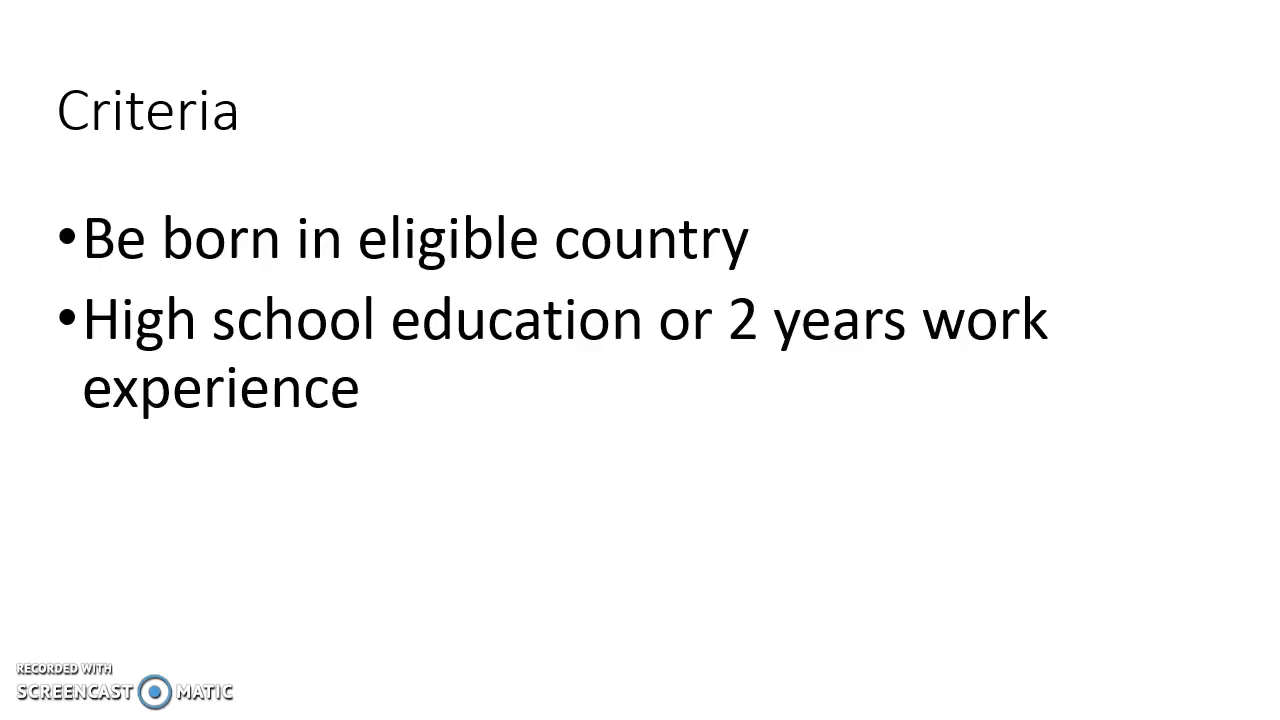 Criteria
•Be born in eligible country
•High school education or 2 years work
experience
RECORDED WITH
SCREENCAST MATIC